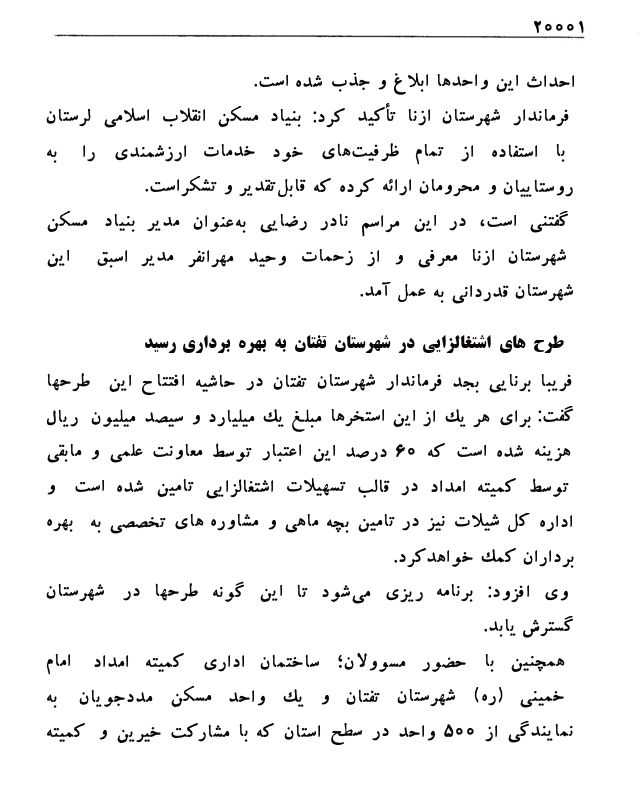 ۲۰۰۰۱
احداث این واحدها ابلاغ و جذب شده است.
فرماندار شهرستان ازنا تأکید کرد: بنیاد مسکن انقلاب اسلامی لرستان
با استفاده از تمام ظرفیت‌های خود خدمات ارزشمندی را به
روستاییان و محرومان ارائه کرده که قابل‌تقدیر و تشکراست.
گفتنی است، در این مراسم نادر رضایی به‌عنوان مدیر بنیاد مسکن
شهرستان ازنا معرفی و از زحمات وحید مهرانفر مدیر اسبق این
شهرستان قدردانی به عمل آمد.
طرح های اشتغالزایی در شهرستان تفتان به بهره برداری رسید
فریبا برنایی بجد فرماندار شهرستان تفتان در حاشیه افتتاح این طرحها
گفت: برای هر یك از این استخرها مبلغ یك میلیارد و سیصد میلیون ریال
هزینه شده است که ۶۰ درصد این اعتبار توسط معاونت علمی و مابقی
توسط کمیته امداد در قالب تسهیلات اشتغالزایی تامین شده است و
اداره کل شیلات نیز در تامین بچه ماهی و مشاوره های تخصصی به بهره
برداران کمك خواهدکرد.
وی افزود: برنامه ریزی می‌شود تا این گونه طرحها در شهرستان
گسترش یابد.
همچنین با حضور مسوولان؛ ساختمان اداری کمیته امداد امام
خمینی (ره) شهرستان تفتان و یك واحد مسکن مددجویان به
نمایندگی از ۵۰۰ واحد در سطح استان که با مشارکت خیرین و کمیته